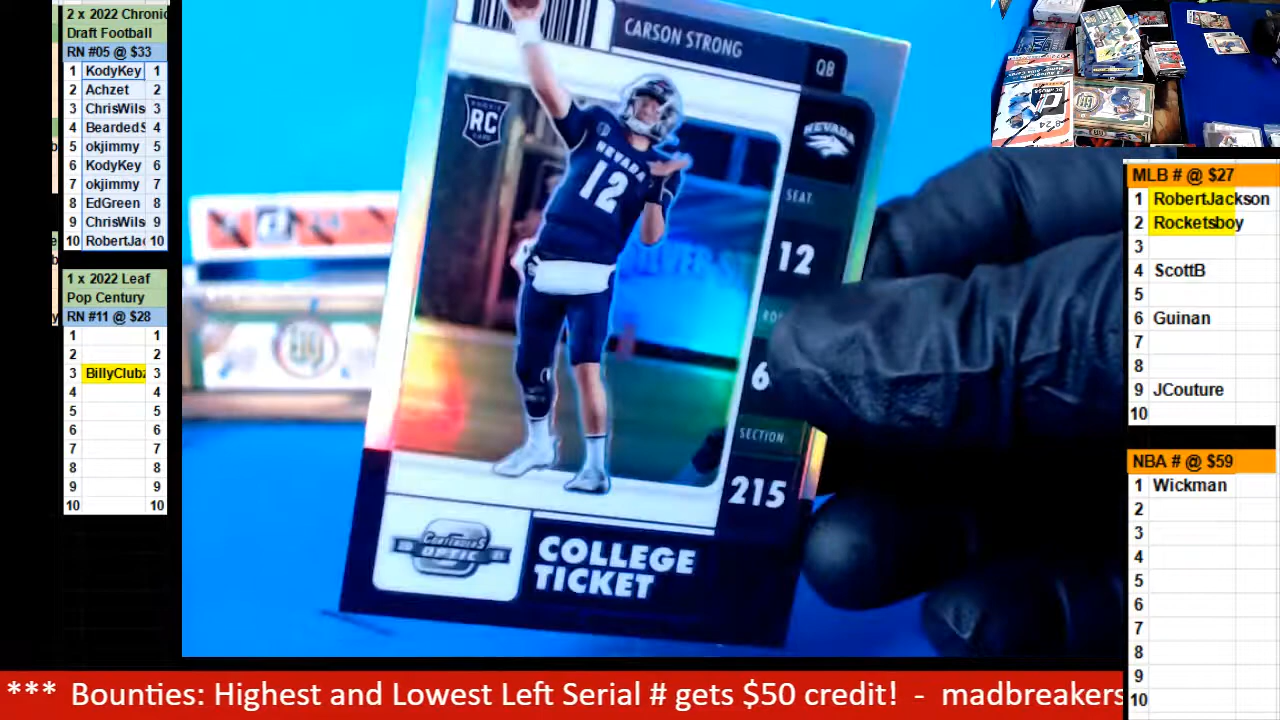 2 x 2022 Chronic
Draft Football
RN #05 @ $33
1 KodyKey 1
2 Achzet 2
3 ChrisWils 3
4 BeardedS 4
5 okjimmy 5
6 KodyKey 6
7 okjimmy 7
8 EdGreen 8
9 ChrisWils 9
10 RobertJac 10
1 x 2022 Leaf
Pop Century
RN #11 @ $28
1 1
2 2
3 BillyClubz 3
4 4
5 5
6 6
7 7
8 8
9 9
10 10
CARSON STRONG
QB
ROOKIE
RC
CARD
NEVADA
NEVADA
12
SEAT
12
6
SECTION
215
CONTENDERS
OPTIC
COLLEGE
TICKET
MLB # @ $27
1 RobertJackson
2 Rocketsboy
3
4 ScottB
5
6 Guinan
7
8
9 JCouture
10
NBA # @ $59
1 Wickman
2
3
4
5
6
7
8
9
10
*** Bounties: Highest and Lowest Left Serial # gets $50 credit! - madbreakers